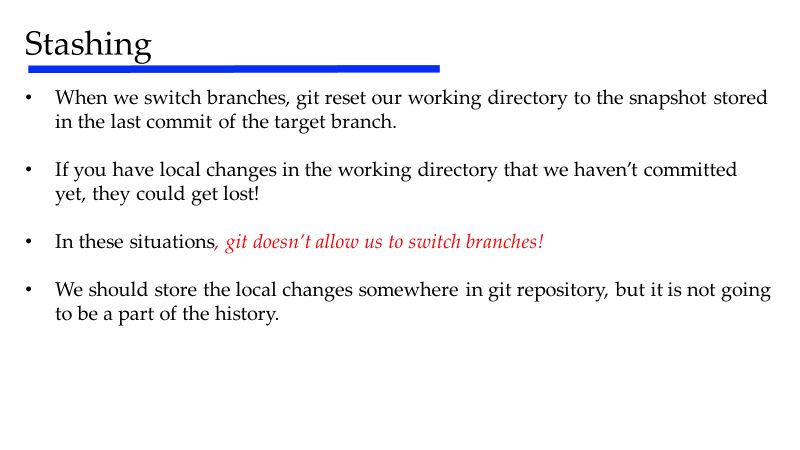 Stashing
• When we switch branches, git reset our working directory to the snapshot stored
in the last commit of the target branch.
• If you have local changes in the working directory that we haven’t committed
yet, they could get lost!
• In these situations, git doesn’t allow us to switch branches!
• We should store the local changes somewhere in git repository, but it is not going
to be a part of the history.